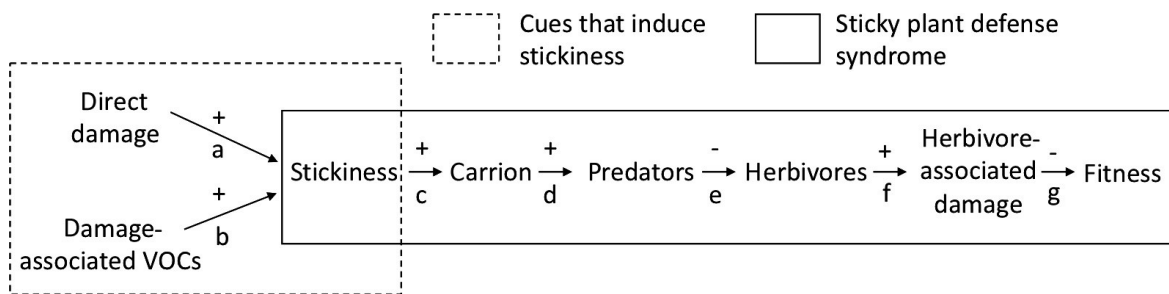 Cues that induce
stickiness
Sticky plant defense
syndrome
Direct
damage
+
a
+
b
Damage-
associated VOCs
Stickiness
+
c
Carrion
+
d
Predators
-
e
Herbivores
+
f
Herbivore-
associated
damage
-
g
Fitness